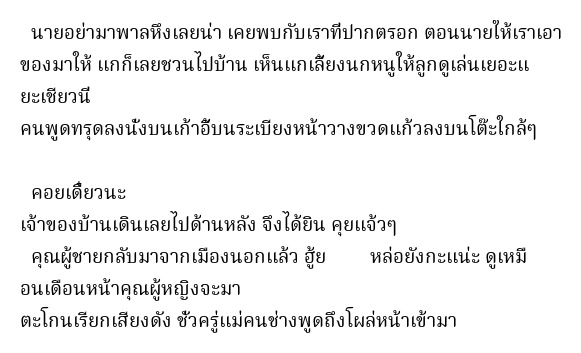 นายอย่ามาพาลหึงเลยน่า เคยพบกับเราที่ปากตรอก ตอนนายให้เราเอา
ของมาให้ แกก็เลยชวนไปบ้าน เห็นแกเลี้ยงนกหนูให้ลูกดูเล่นเยอะแ
ยะเชียวนี่
คนพูดทรุดลงนั่งบนเก้าอี้บนระเบียงหน้าวางขวดแก้วลงบนโต๊ะใกล้ๆ
คอยเดี๋ยวนะ
เจ้าของบ้านเดินเลยไปด้านหลัง จึงได้ยิน คุยแจ้วๆ
คุณผู้ชายกลับมาจากเมืองนอกแล้ว ฮู้ย หล่อยังกะแน่ะ ดูเหมื
อนเดือนหน้าคุณผู้หญิงจะมา
ตะโกนเรียกเสียงดัง ชั่วครู่แม่คนช่างพูดถึงโผล่หน้าเข้ามา